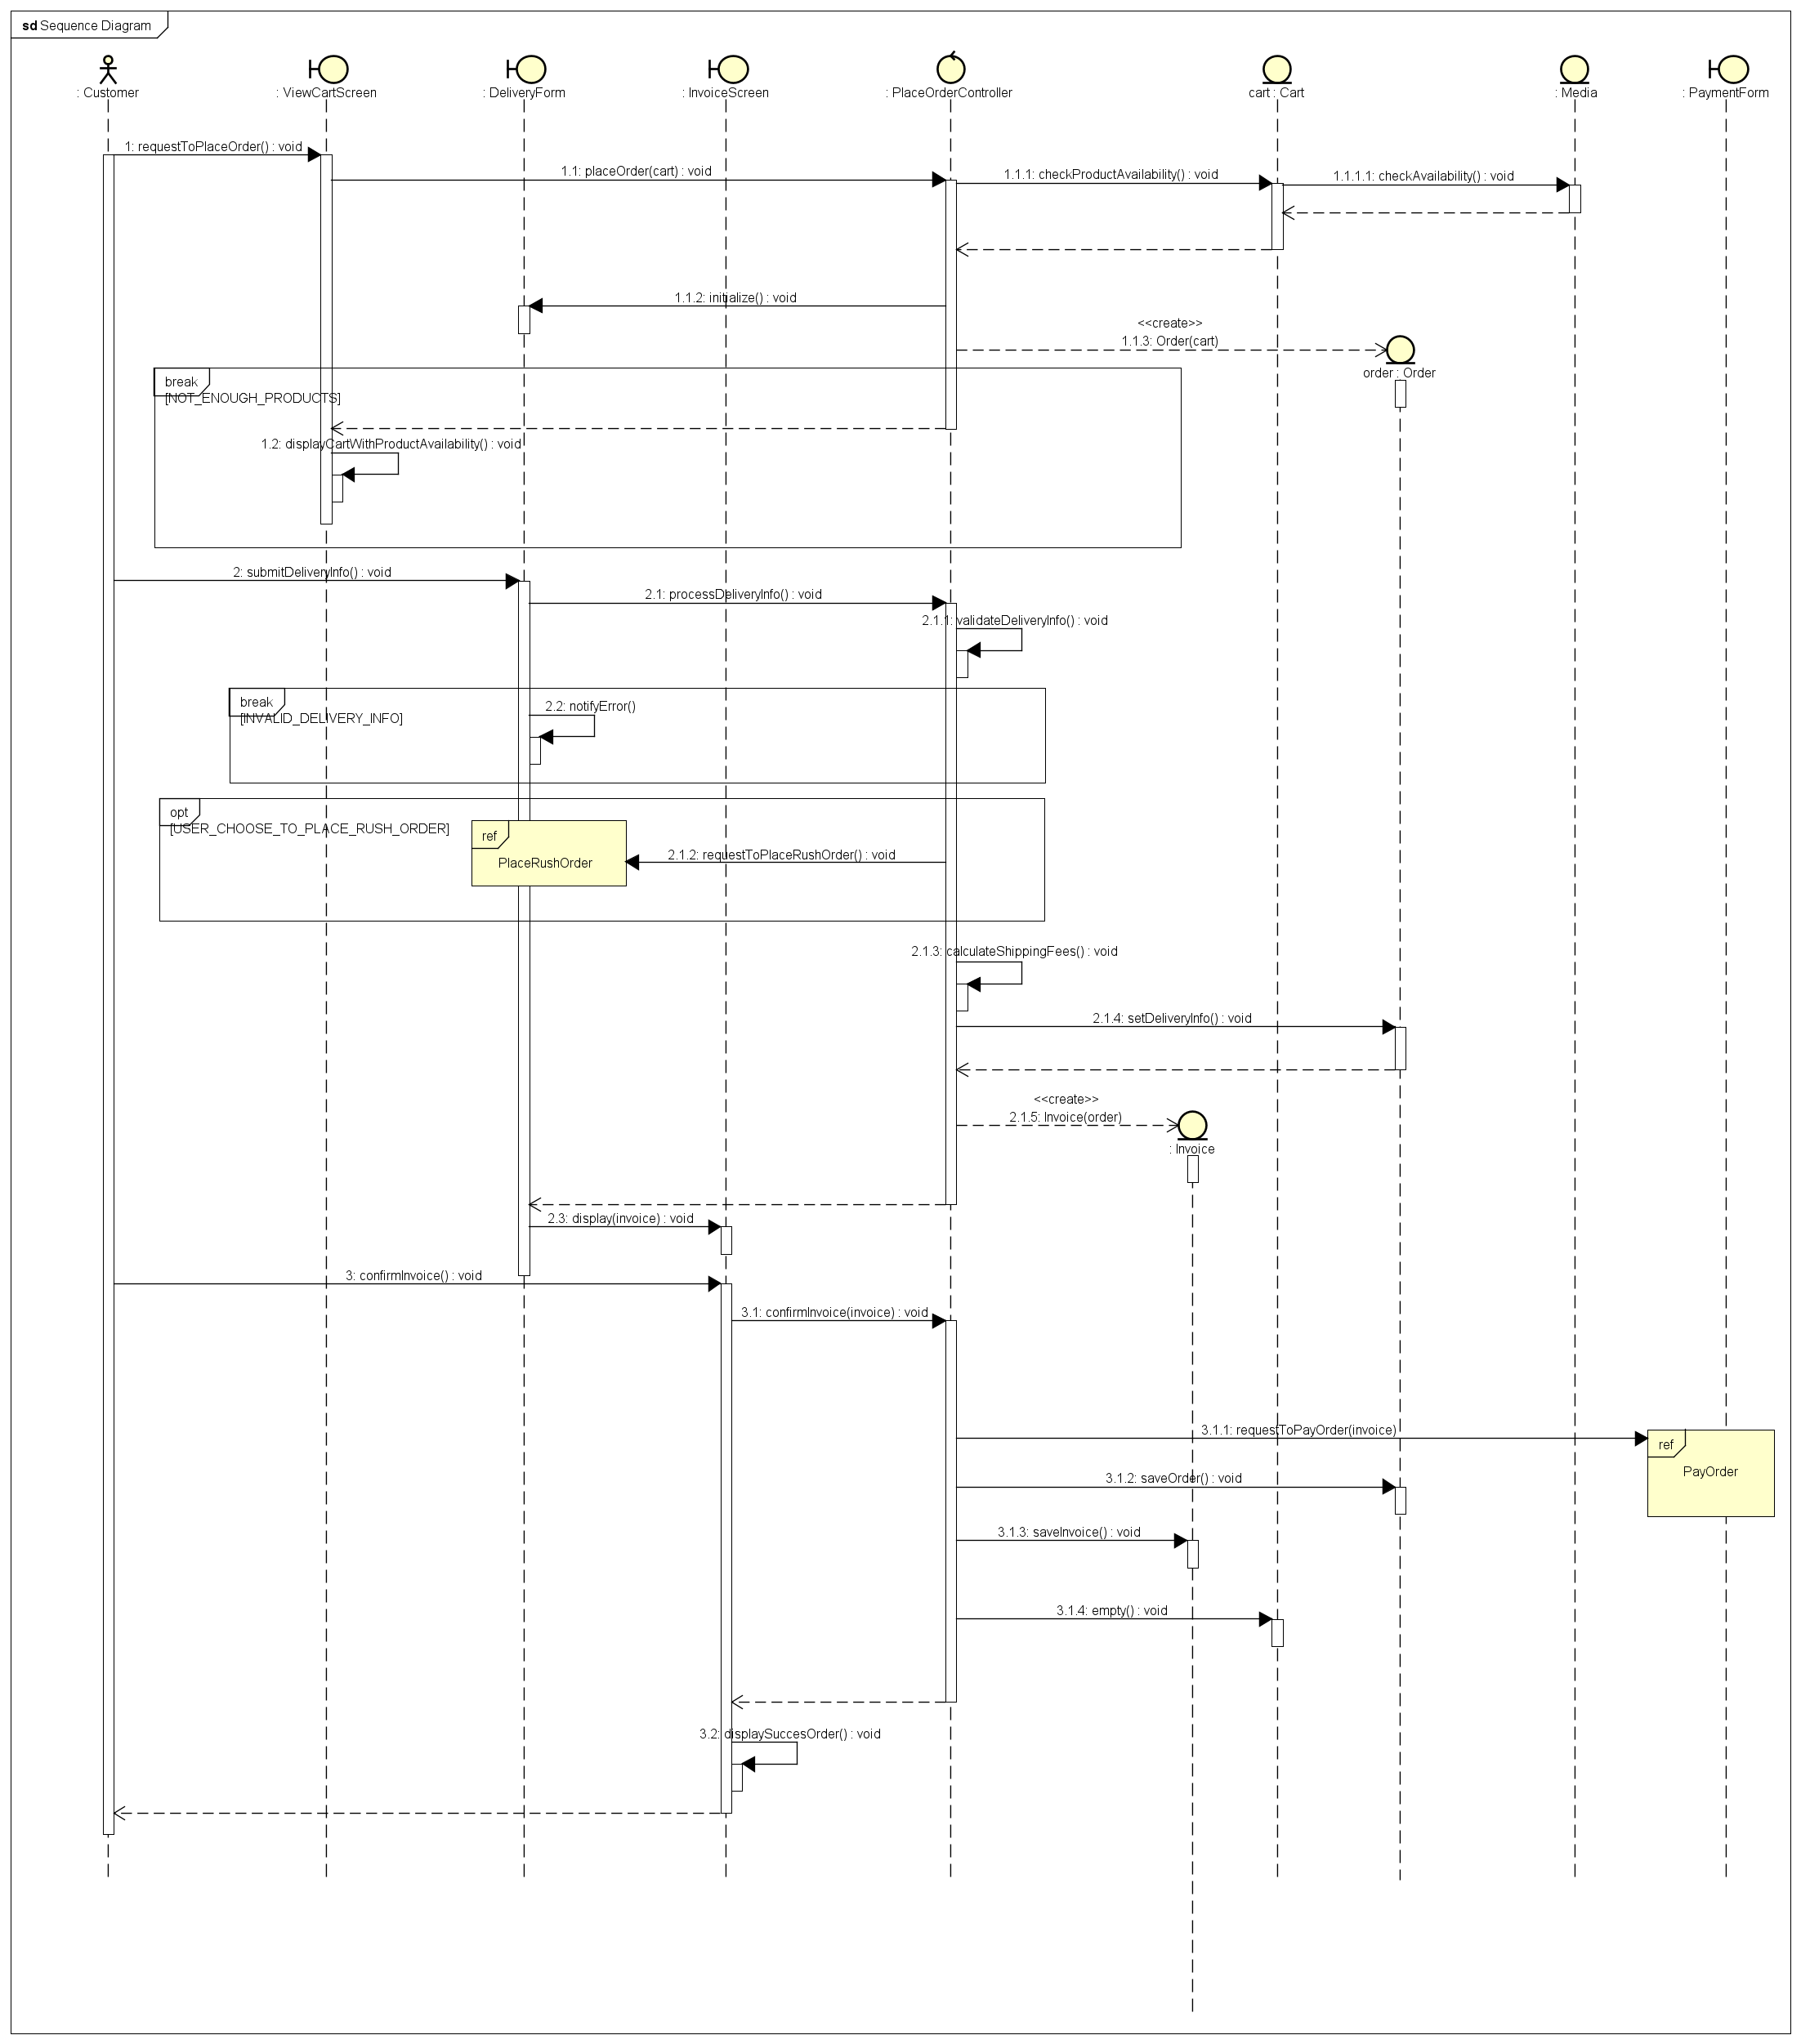 sd Sequence Diagram
: Customer
: ViewCartScreen
: DeliveryForm
: InvoiceScreen
: PlaceOrderController
cart : Cart
: Media
: PaymentForm
1: requestToPlaceOrder() : void
1.1: placeOrder(cart) : void
1.1.1: checkProductAvailability() : void
1.1.1.1: checkAvailability() : void
1.1.2: initialize() : void
<<create>>
1.1.3: Order(cart)
order : Order
break
[NOT_ENOUGH_PRODUCTS]
1.2: displayCartWithProductAvailability() : void
2: submitDeliveryInfo() : void
2.1: processDeliveryInfo() : void
2.1.1: validateDeliveryInfo() : void
break
[INVALID_DELIVERY_INFO]
2.2: notifyError()
opt
[USER_CHOOSE_TO_PLACE_RUSH_ORDER]
ref
PlaceRushOrder
2.1.2: requestToPlaceRushOrder() : void
2.1.3: calculateShippingFees() : void
2.1.4: setDeliveryInfo() : void
<<create>>
2.1.5: Invoice(order)
: Invoice
2.3: display(invoice) : void
3: confirmInvoice() : void
3.1: confirmInvoice(invoice) : void
3.1.1: requestToPayOrder(invoice)
ref
PayOrder
3.1.2: saveOrder() : void
3.1.3: saveInvoice() : void
3.1.4: empty() : void
3.2: displaySuccesOrder() : void